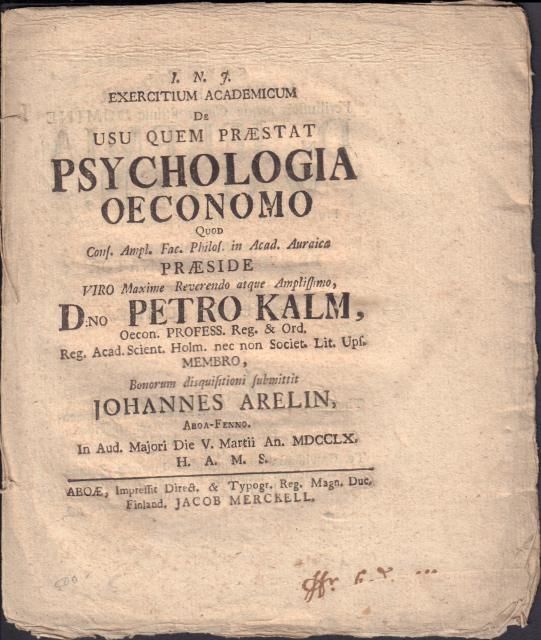 I. N. J.
EXERCITIUM ACADEMICUM
DE
USU QUEM PRÆSTAT
PSYCHOLOGIA
OECONOMO
QUOD
Conſ. Ampl. Fac. Philoſ. in Acad. Auraica
PRÆSIDE
VIRO Maxime Reverendo atque Ampliſſimo,
D:NO PETRO KALM,
Oecon. PROFESS. Reg. & Ord.
Reg. Acad. Scient. Holm. nec non Societ. Lit. Upſ.
MEMBRO,
Bonorum disquiſitioni ſubmittit
JOHANNES ARELIN,
ABOA-FENNO.
In Aud. Majori Die V. Martii An. MDCCLX.
H. A. M. S.
ABOÆ, Impreſſit Direct. & Typogr. Reg. Magn. Duc.
Finland. JACOB MERCKELL.